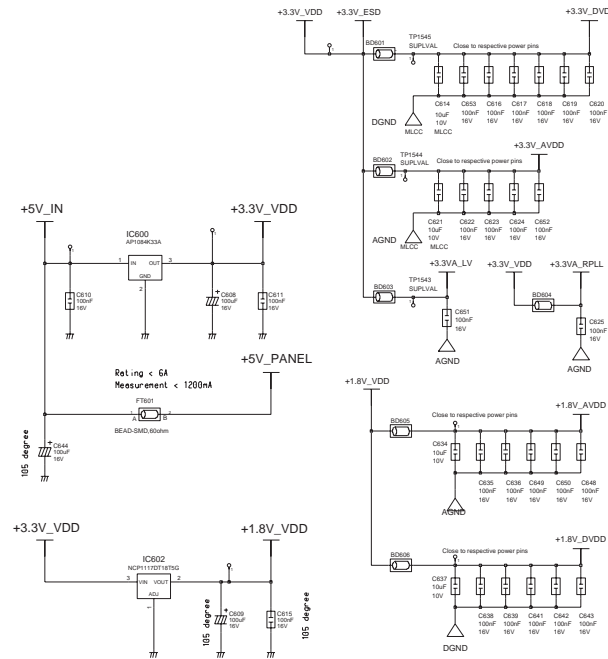 +3.3V_VDD
+3.3V_ESD
+3.3V_DVD
BD601
TP1545
SUPLVAL
Close to respective power pins
C614
10uF
10V
MLCC
C653
100nF
16V
C616
100nF
16V
C617
100nF
16V
C618
100nF
16V
C619
100nF
16V
C620
100nF
16V
DGND
MLCC
BD602
TP1544
SUPLVAL
Close to respective power pins
+3.3V_AVDD
C621
10uF
10V
MLCC
C622
100nF
16V
C623
100nF
16V
C624
100nF
16V
C652
100nF
16V
AGND
MLCC
BD603
TP1543
SUPLVAL
+3.3VA_LV
C651
100nF
16V
AGND
+3.3V_VDD
+3.3VA_RPLL
BD604
C625
100nF
16V
AGND
+5V_IN
IC600
AP1084K33A
+3.3V_VDD
1
IN
OUT
3
GND
2
C610
100nF
16V
C608
100uF
16V
C611
100nF
16V
+5V_PANEL
Rating < 6A
Measurement < 1200mA
FT601
1
A
B
2
BEAD-SMD,60ohm
C644
100uF
16V
105 degree
+1.8V_VDD
+1.8V_AVDD
BD605
Close to respective power pins
C634
10uF
10V
C635
100nF
16V
C636
100nF
16V
C649
100nF
16V
C650
100nF
16V
C648
100nF
16V
AGND
+3.3V_VDD
+1.8V_VDD
IC602
NCP1117DT18T5G
3
VIN
VOUT
2
ADJ
1
C609
100uF
16V
105 degree
C615
100nF
16V
105 degree
+1.8V_DVDD
BD606
Close to respective power pins
C637
10uF
10V
C638
100nF
16V
C639
100nF
16V
C641
100nF
16V
C642
100nF
16V
C643
100nF
16V
DGND